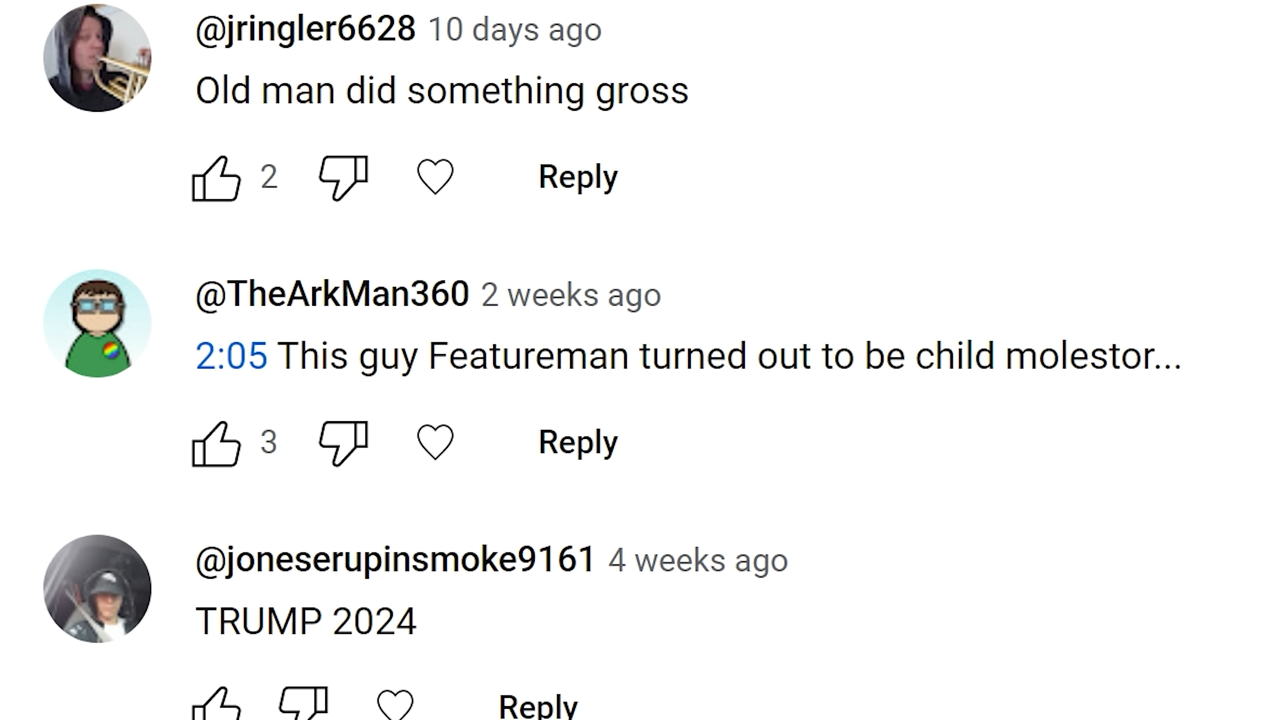 @jringler6628 10 days ago
Old man did something gross
2 Reply
@TheArkMan360 2 weeks ago
2:05 This guy Featureman turned out to be child molestor...
3 Reply
@joneserupinsmoke9161 4 weeks ago
TRUMP 2024
Reply